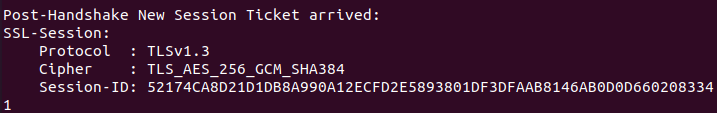 Post-Handshake New Session Ticket arrived:
SSL-Session:
    Protocol  : TLSv1.3
    Cipher    : TLS_AES_256_GCM_SHA384
    Session-ID: 52174CA8D21D1DB8A990A12ECFD2E5893801DF3DFAAB8146AB0D0D660208334
1